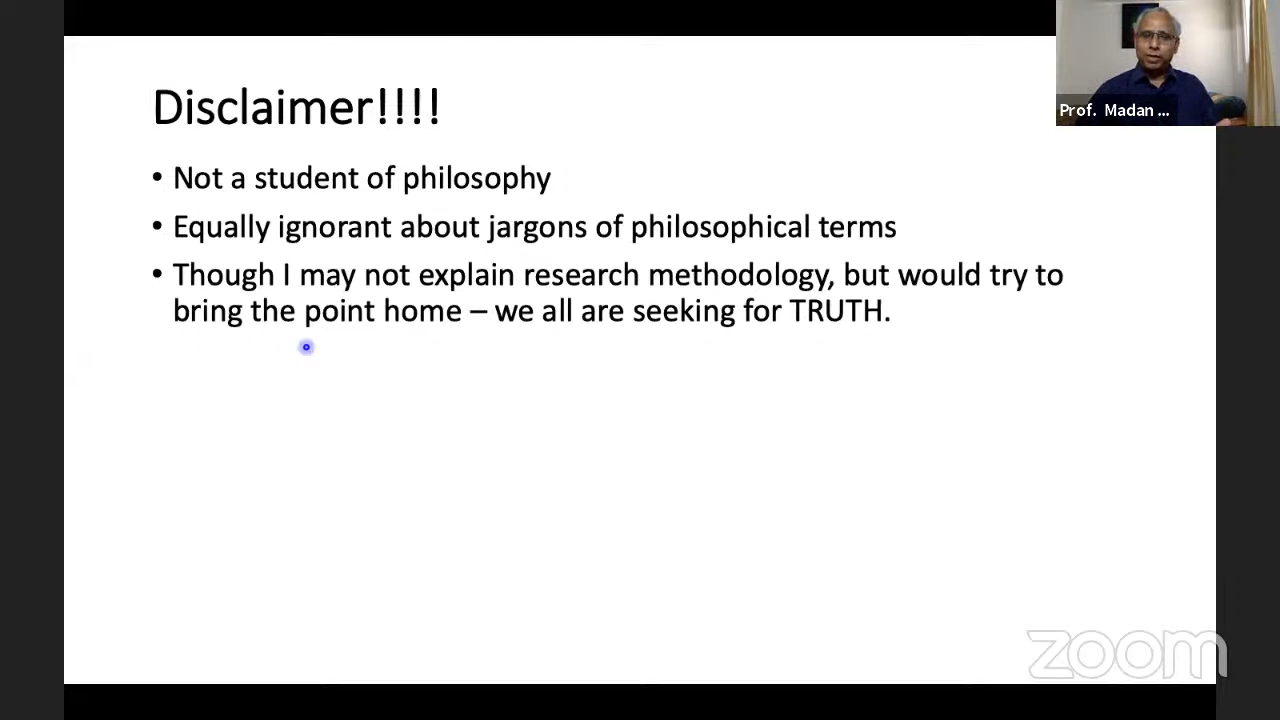 Disclaimer!!!!
• Not a student of philosophy
• Equally ignorant about jargons of philosophical terms
• Though I may not explain research methodology, but would try to
bring the point home – we all are seeking for TRUTH.
Prof. Madan ...
zoom